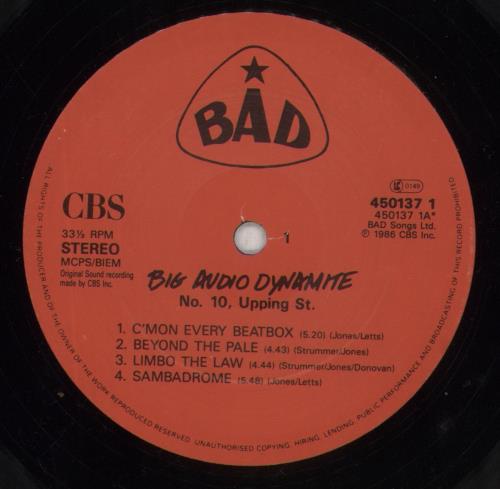 BAD
CBS
33⅓ RPM
STEREO
MCPS/BIEM
Original Sound recording
made by CBS Inc.
LC 0149
450137 1
450137 1A*
BAD Songs Ltd.
℗ 1986 CBS Inc.
1
BIG AUDIO DYNAMITE
No. 10, Upping St.
1. C'MON EVERY BEATBOX (5.20) (Jones/Letts)
2. BEYOND THE PALE (4.43) (Strummer/Jones)
3. LIMBO THE LAW (4.44) (Strummer/Jones/Donovan)
4. SAMBADROME (5.48) (Jones/Letts)
ALL RIGHTS OF THE PRODUCER AND OF THE OWNER OF THE WORK REPRODUCED RESERVED. UNAUTHORISED COPYING, HIRING, LENDING, PUBLIC PERFORMANCE AND BROADCASTING OF THIS RECORD PROHIBITED